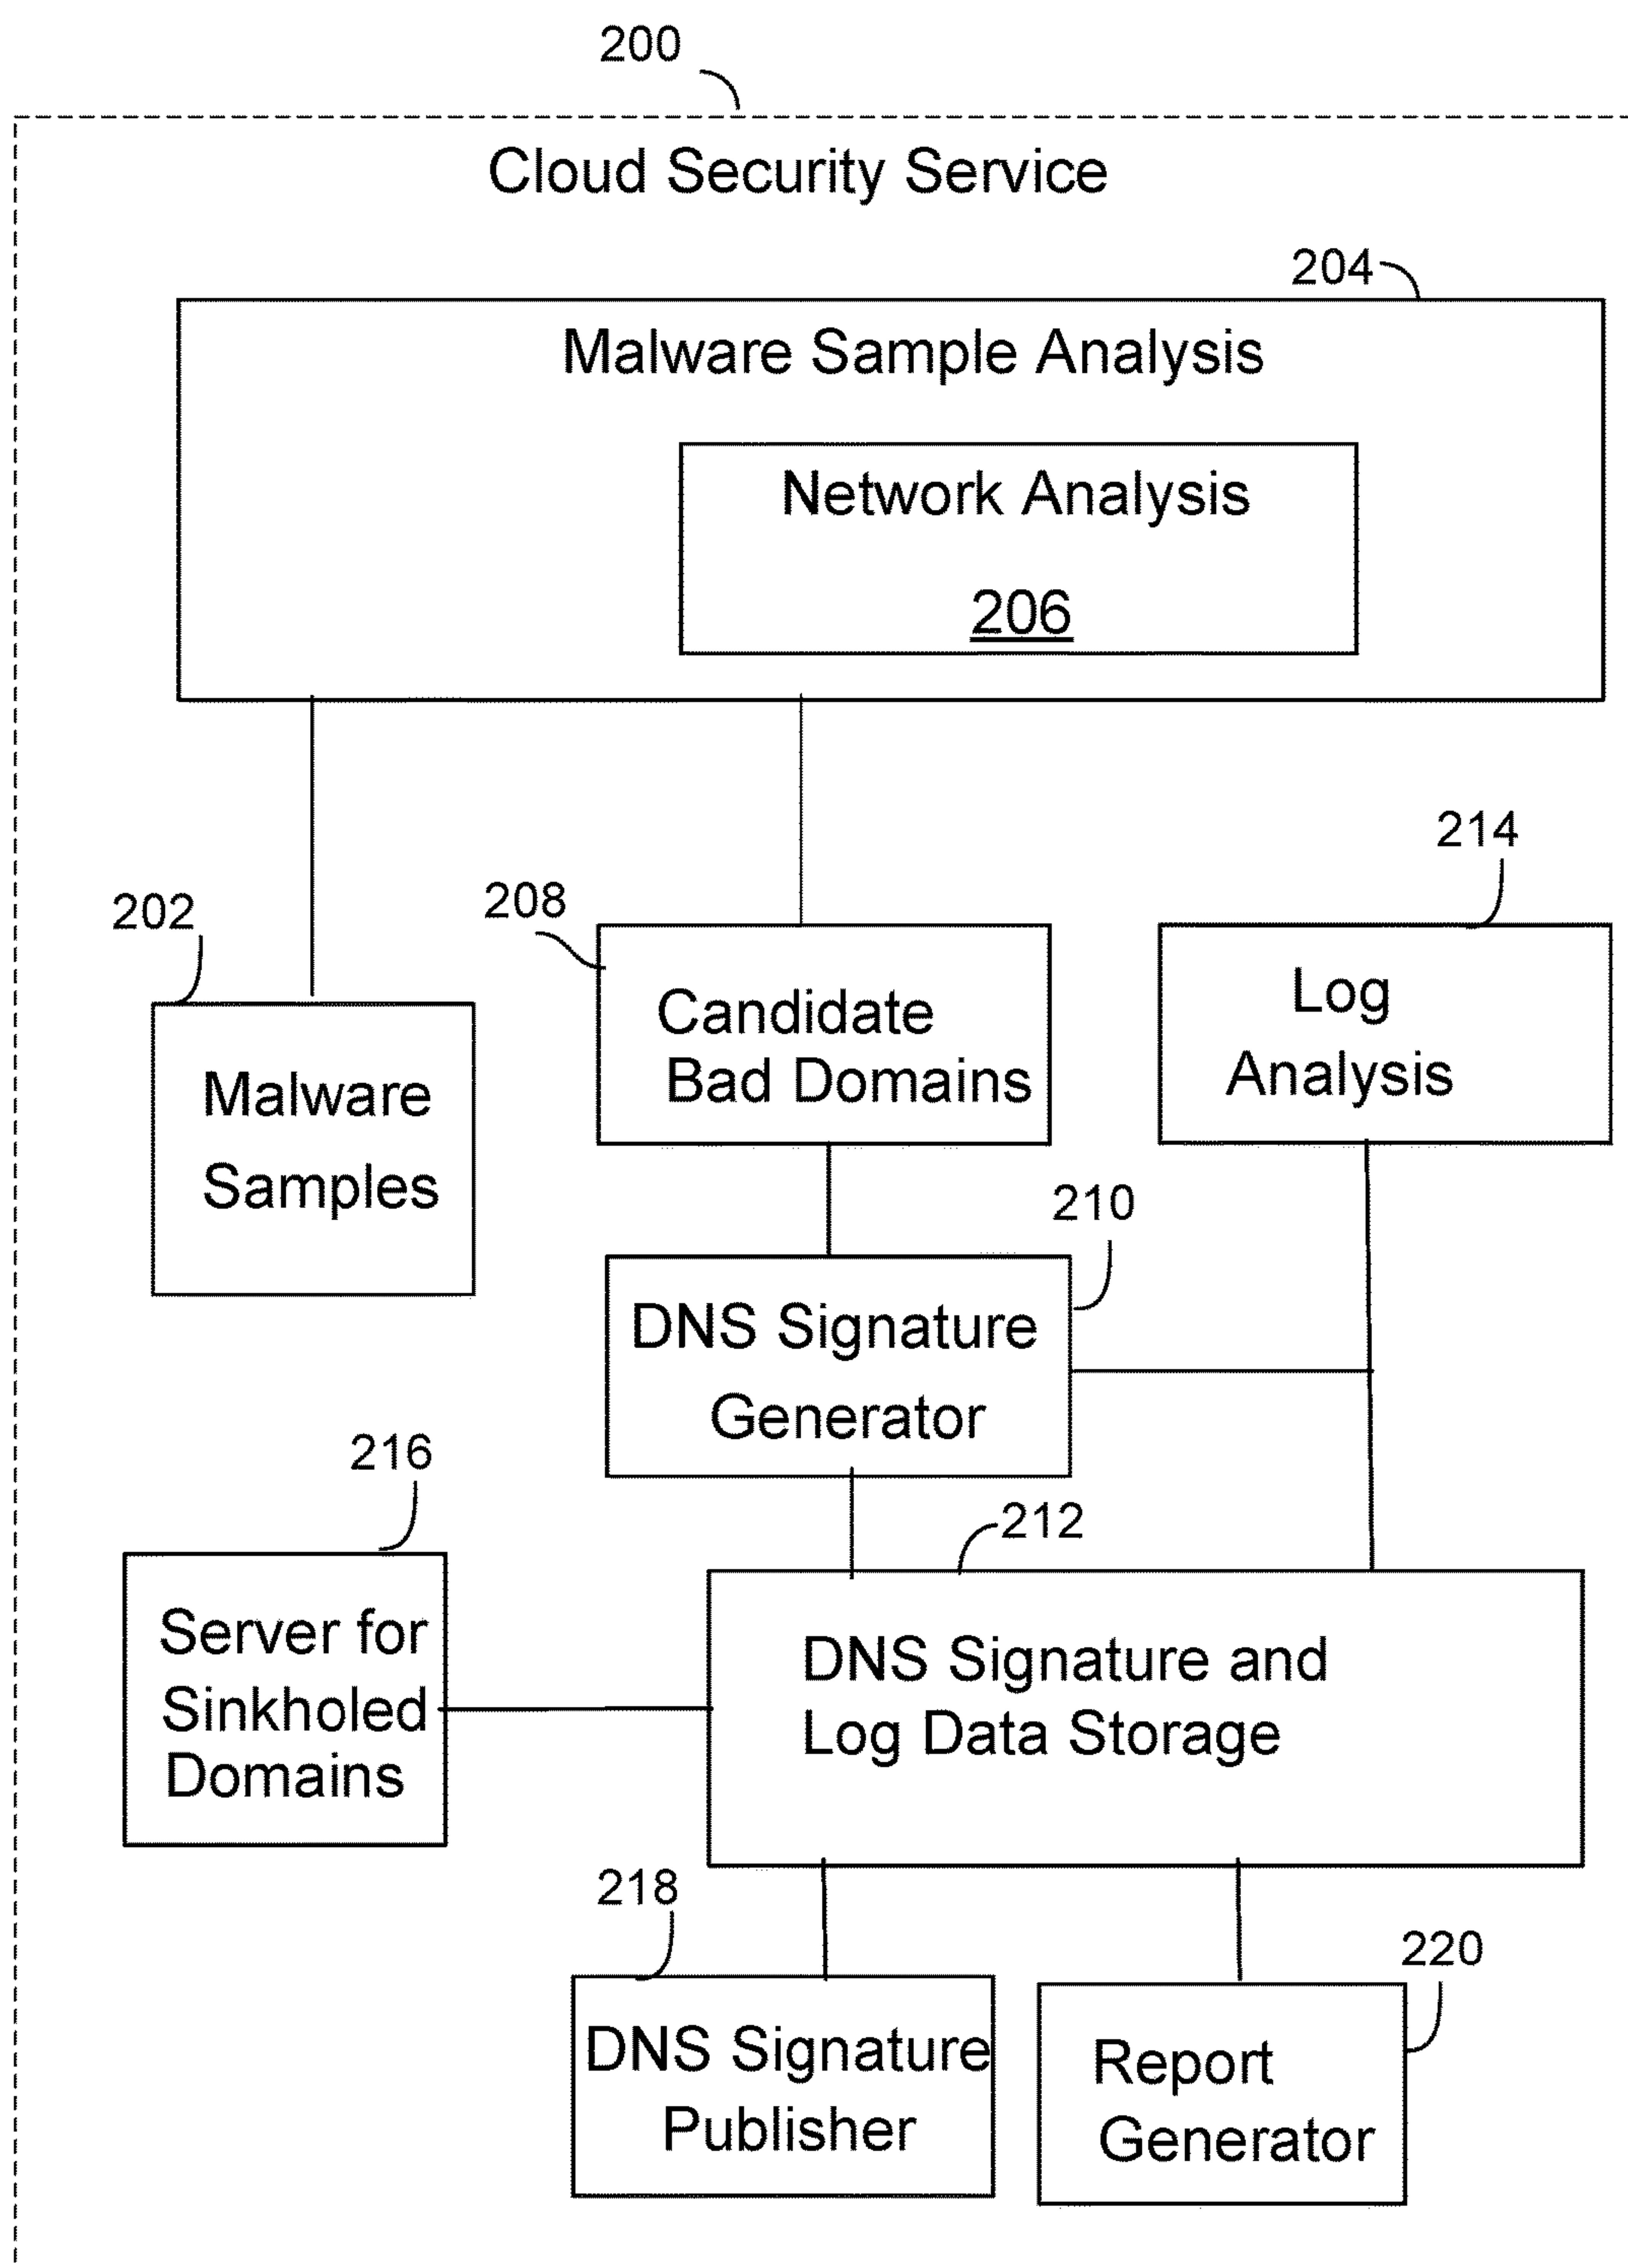 200
Cloud Security Service
204
Malware Sample Analysis
Network Analysis
206
214
202
208
Malware
Samples
Candidate
Bad Domains
Log
Analysis
210
DNS Signature
Generator
216
212
Server for
Sinkholed
Domains
DNS Signature and
Log Data Storage
218
220
DNS Signature
Publisher
Report
Generator